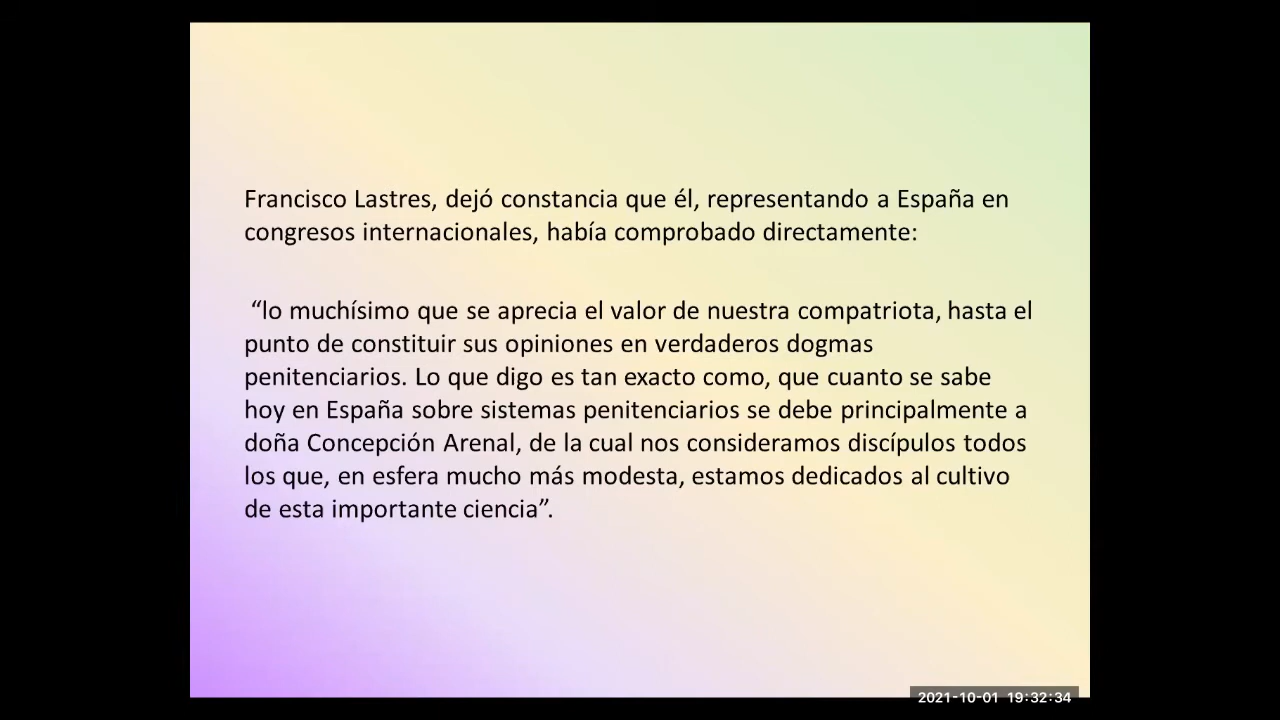 Francisco Lastres, dejó constancia que él, representando a España en
congresos internacionales, había comprobado directamente:
“lo muchísimo que se aprecia el valor de nuestra compatriota, hasta el
punto de constituir sus opiniones en verdaderos dogmas
penitenciarios. Lo que digo es tan exacto como, que cuanto se sabe
hoy en España sobre sistemas penitenciarios se debe principalmente a
doña Concepción Arenal, de la cual nos consideramos discípulos todos
los que, en esfera mucho más modesta, estamos dedicados al cultivo
de esta importante ciencia”.
2021-10-01 19:32:34